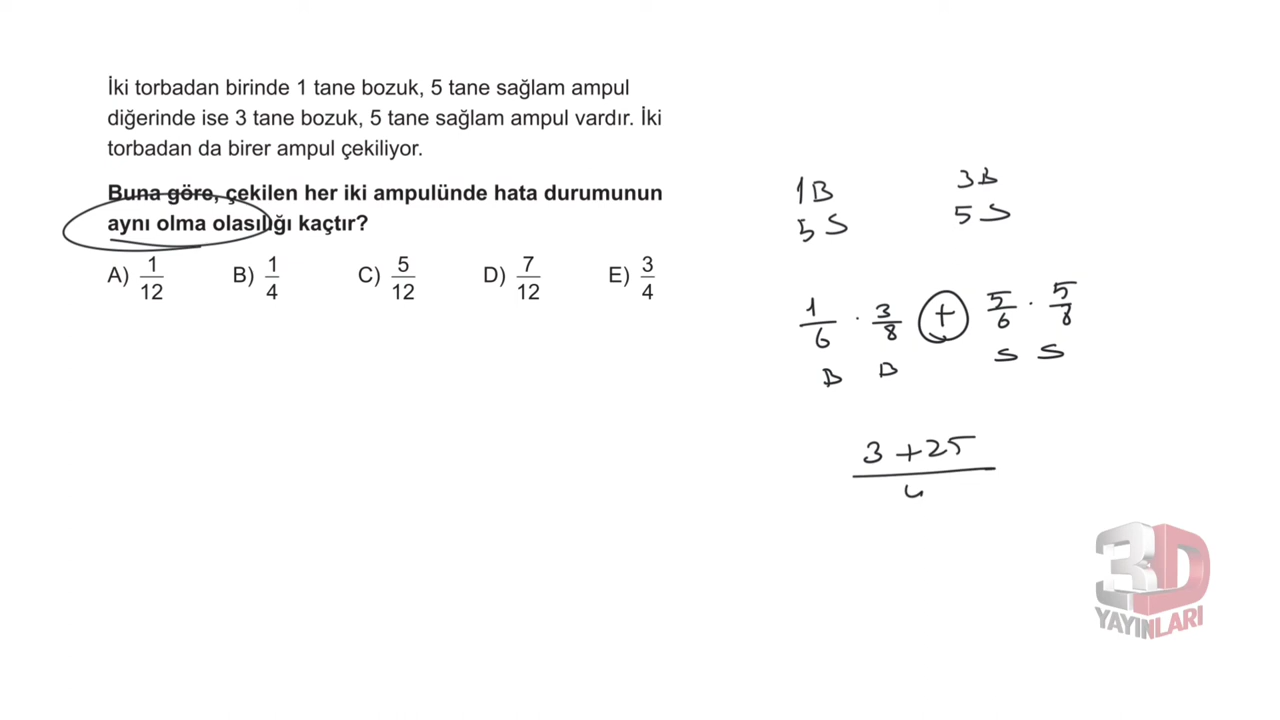 İki torbadan birinde 1 tane bozuk, 5 tane sağlam ampul
diğerinde ise 3 tane bozuk, 5 tane sağlam ampul vardır. İki
torbadan da birer ampul çekiliyor.
Buna göre, çekilen her iki ampulünde hata durumunun
aynı olma olasılığı kaçtır?
A) 1/12 B) 1/4 C) 5/12 D) 7/12 E) 3/4
1B 3B
5S 5S
1/6 · 3/8 + 5/6 · 5/8
B B S S
3 + 25
3D
YAYINLARI